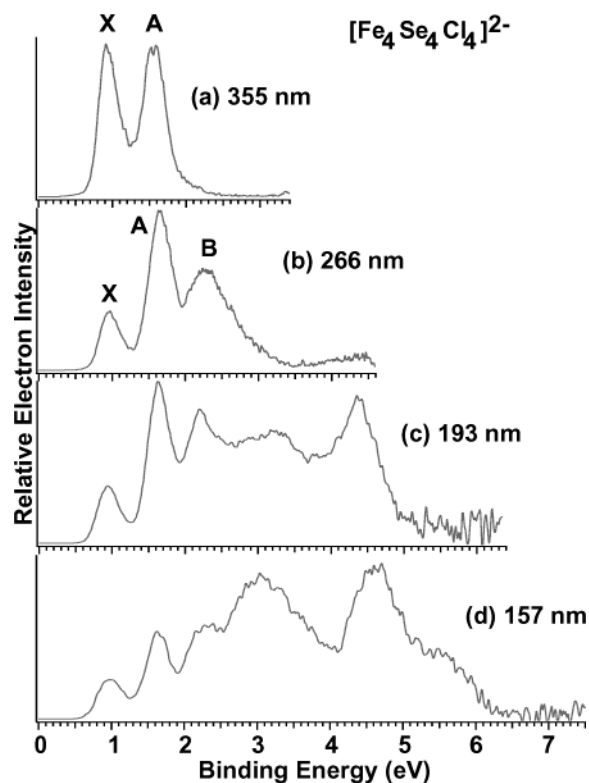 X A [Fe4Se4Cl4]2-
(a) 355 nm
A B
X (b) 266 nm
(c) 193 nm
(d) 157 nm
Relative Electron Intensity
0 1 2 3 4 5 6 7
Binding Energy (eV)